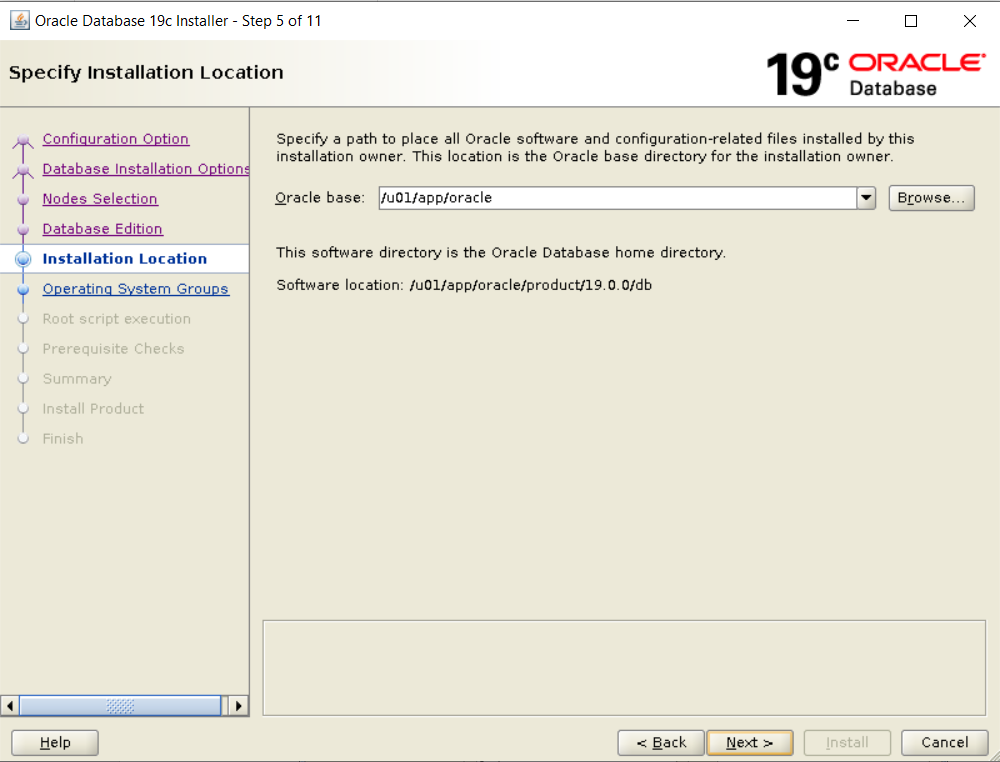 Oracle Database 19c Installer - Step 5 of 11
Specify Installation Location
19c ORACLE
Database
Configuration Option
Database Installation Options
Nodes Selection
Database Edition
Installation Location
Operating System Groups
Root script execution
Prerequisite Checks
Summary
Install Product
Finish
Specify a path to place all Oracle software and configuration-related files installed by this
installation owner. This location is the Oracle base directory for the installation owner.
Oracle base: /u01/app/oracle Browse...
This software directory is the Oracle Database home directory.
Software location: /u01/app/oracle/product/19.0.0/db
Help < Back Next > Install Cancel